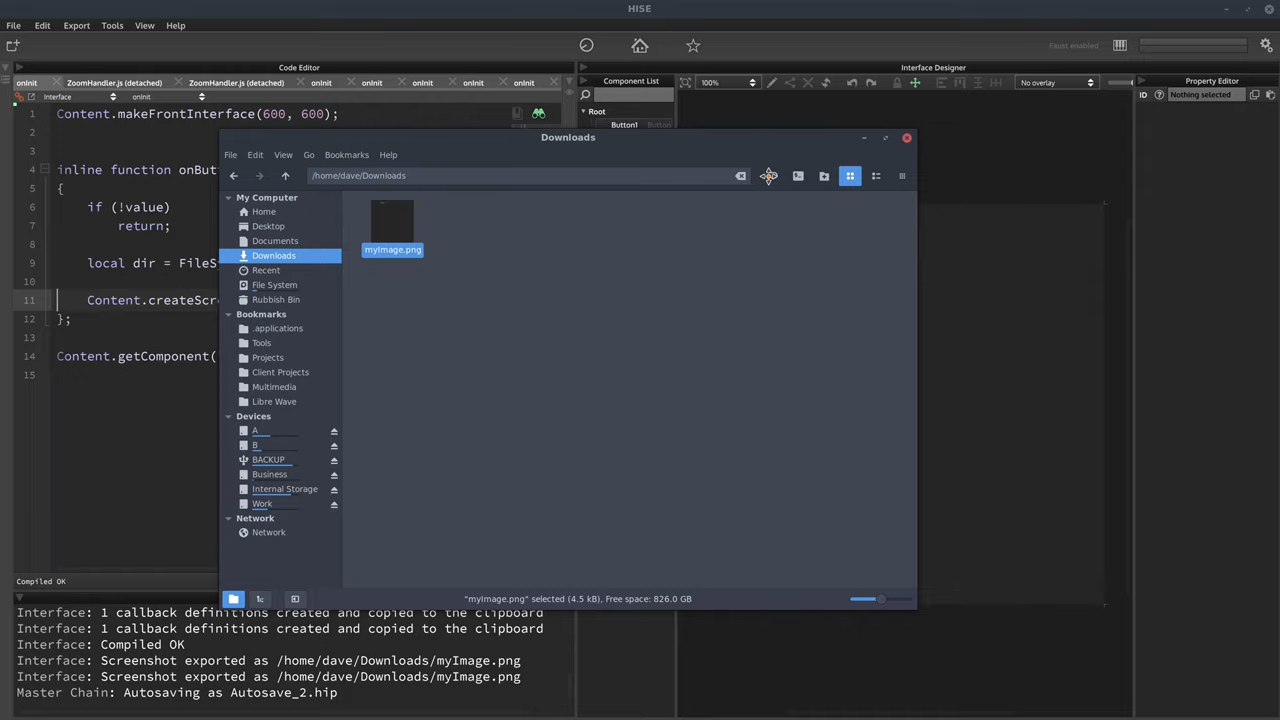 HISE
File Edit Export Tools View Help
Faust enabled
Code Editor
Interface Designer
onInit ZoomHandler.js (detached) ZoomHandler.js (detached) onInit onInit onInit onInit
Component List
100%
No overlay
Property Editor
Interface onInit
ID Nothing selected
Root
Button1 Button
1 Content.makeFrontInterface(600, 600);
2
3
4 inline function onBut
5 {
6 if (!value)
7 return;
8
9 local dir = FileS
10
11 Content.createScre
12 };
13
14 Content.getComponent(
15
Downloads
File Edit View Go Bookmarks Help
/home/dave/Downloads
My Computer
Home
Desktop
Documents
Downloads
Recent
File System
Rubbish Bin
Bookmarks
.applications
Tools
Projects
Client Projects
Multimedia
Libre Wave
Devices
A
B
BACKUP
Business
Internal Storage
Work
Network
Network
myImage.png
"myImage.png" selected (4.5 kB), Free space: 826.0 GB
Compiled OK
Interface: 1 callback definitions created and copied to the clipboard
Interface: 1 callback definitions created and copied to the clipboard
Interface: Compiled OK
Interface: Screenshot exported as /home/dave/Downloads/myImage.png
Interface: Screenshot exported as /home/dave/Downloads/myImage.png
Master Chain: Autosaving as Autosave_2.hip